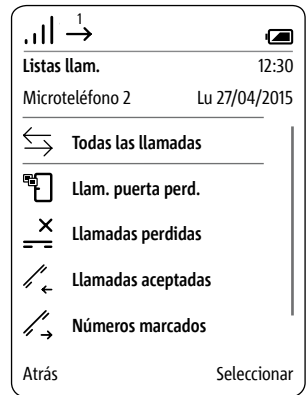 1
Listas llam. 12:30
Microteléfono 2 Lu 27/04/2015
Todas las llamadas
Llam. puerta perd.
Llamadas perdidas
Llamadas aceptadas
Números marcados
Atrás Seleccionar